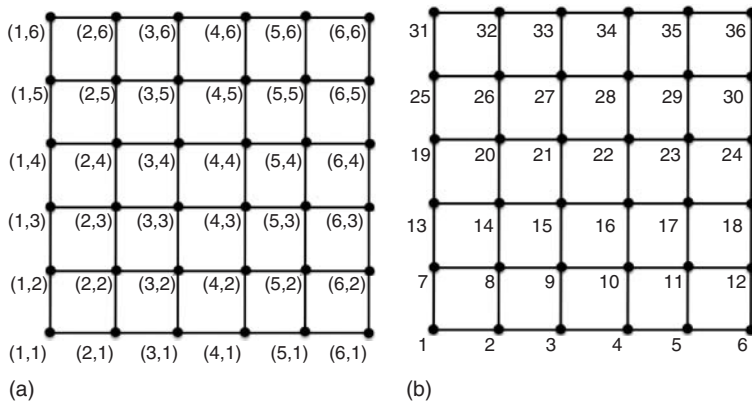 (1,6) (2,6) (3,6) (4,6) (5,6) (6,6)
(1,5) (2,5) (3,5) (4,5) (5,5) (6,5)
(1,4) (2,4) (3,4) (4,4) (5,4) (6,4)
(1,3) (2,3) (3,3) (4,3) (5,3) (6,3)
(1,2) (2,2) (3,2) (4,2) (5,2) (6,2)
(1,1) (2,1) (3,1) (4,1) (5,1) (6,1)
(a)
31 32 33 34 35 36
25 26 27 28 29 30
19 20 21 22 23 24
13 14 15 16 17 18
7 8 9 10 11 12
1 2 3 4 5 6
(b)